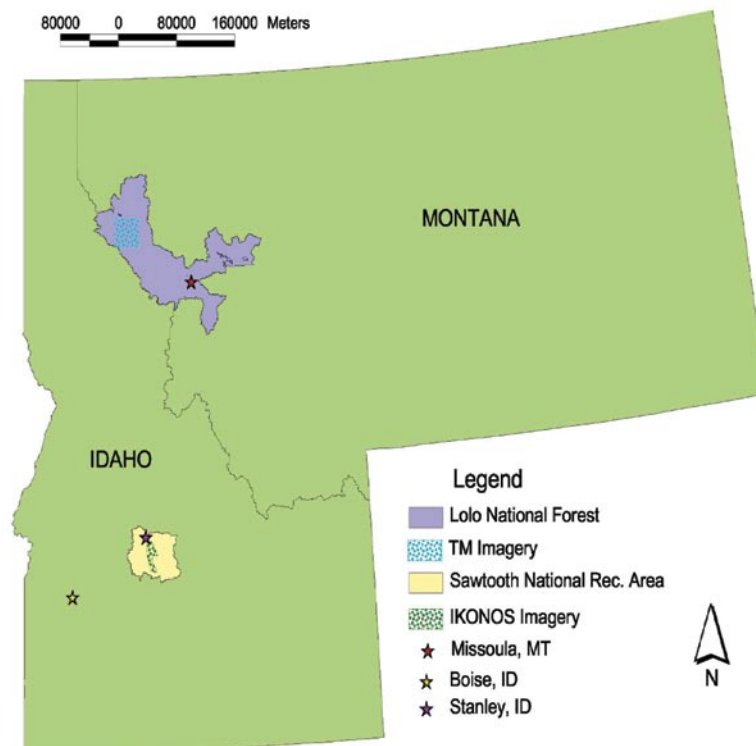 80000 0 80000 160000 Meters
MONTANA
IDAHO
Legend
Lolo National Forest
TM Imagery
Sawtooth National Rec. Area
IKONOS Imagery
Missoula, MT
Boise, ID
Stanley, ID
N